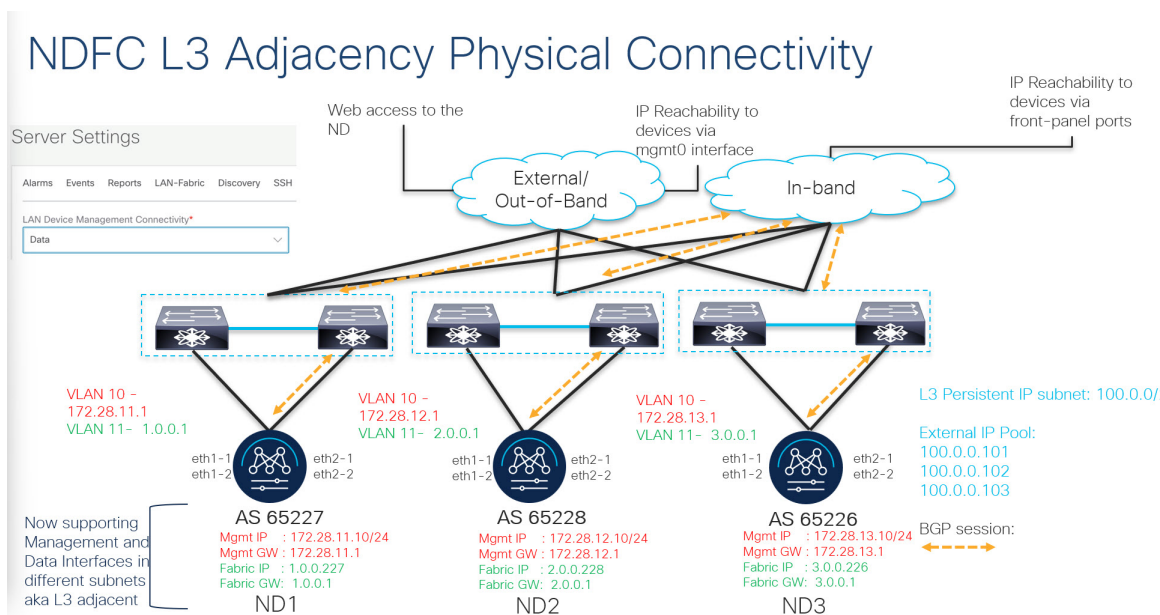 NDFC L3 Adjacency Physical Connectivity
Web access to the
ND
IP Reachability to
devices via
mgmt0 interface
IP Reachability to
devices via
front-panel ports
Server Settings
Alarms Events Reports LAN-Fabric Discovery SSH
LAN Device Management Connectivity*
Data
External/
Out-of-Band
In-band
VLAN 10 -
172.28.11.1
VLAN 11- 1.0.0.1
VLAN 10 -
172.28.12.1
VLAN 11- 2.0.0.1
VLAN 10 -
172.28.13.1
VLAN 11- 3.0.0.1
L3 Persistent IP subnet: 100.0.0/
External IP Pool:
100.0.0.101
100.0.0.102
100.0.0.103
BGP session:
eth1-1
eth1-2
eth2-1
eth2-2
eth1-1
eth1-2
eth2-1
eth2-2
eth1-1
eth1-2
eth2-1
eth2-2
Now supporting
Management and
Data Interfaces in
different subnets
aka L3 adjacent
AS 65227
Mgmt IP : 172.28.11.10/24
Mgmt GW : 172.28.11.1
Fabric IP : 1.0.0.227
Fabric GW: 1.0.0.1
ND1
AS 65228
Mgmt IP : 172.28.12.10/24
Mgmt GW : 172.28.12.1
Fabric IP : 2.0.0.228
Fabric GW: 2.0.0.1
ND2
AS 65226
Mgmt IP : 172.28.13.10/24
Mgmt GW : 172.28.13.1
Fabric IP : 3.0.0.226
Fabric GW: 3.0.0.1
ND3